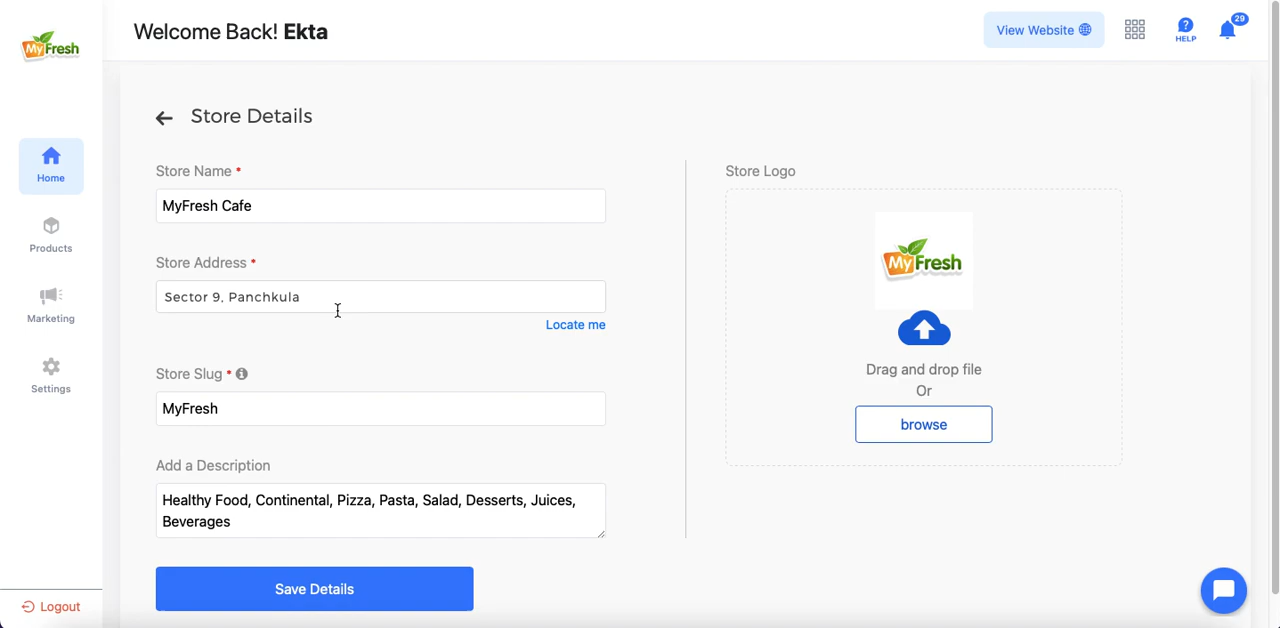 MyFresh
Welcome Back! Ekta
View Website
HELP
29
Home
Products
Marketing
Settings
Logout
Store Details
Store Name *
MyFresh Cafe
Store Address *
Sector 9, Panchkula
Locate me
Store Slug *
MyFresh
Add a Description
Healthy Food, Continental, Pizza, Pasta, Salad, Desserts, Juices,
Beverages
Save Details
Store Logo
MyFresh
Drag and drop file
Or
browse